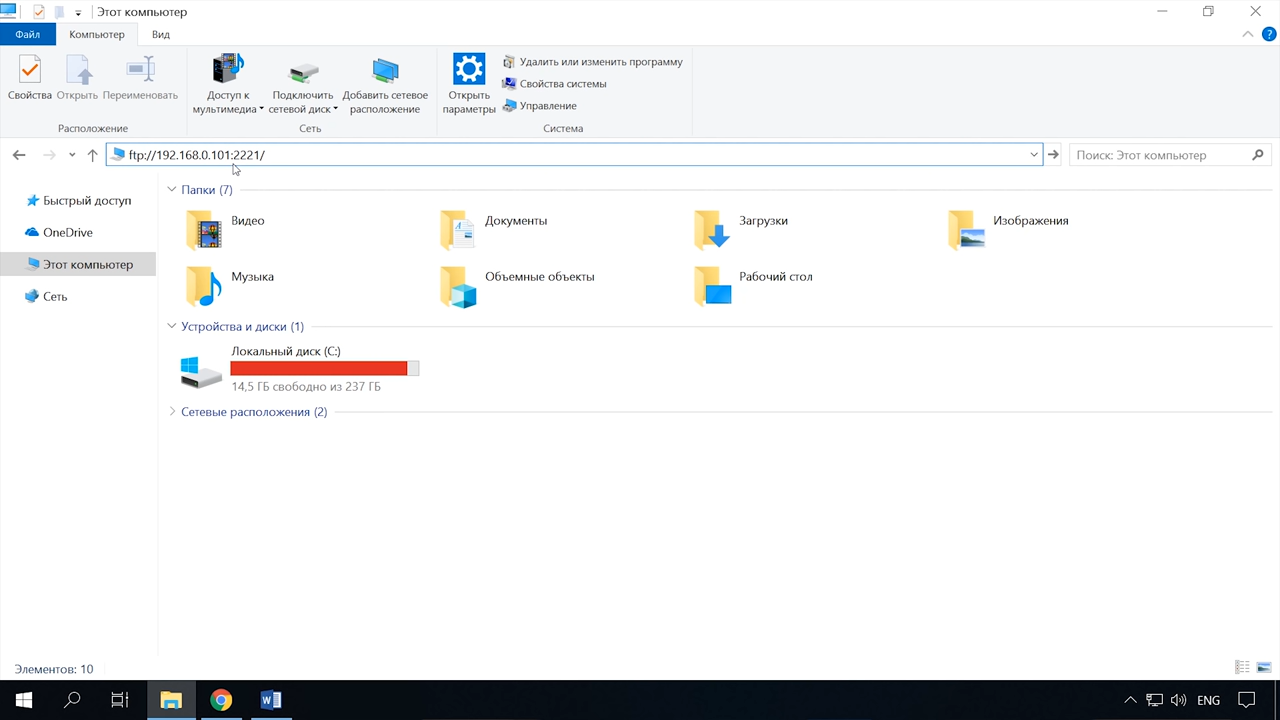 Этот компьютер
Файл
Компьютер
Вид
Свойства
Открыть
Переименовать
Доступ к мультимедиа
Подключить сетевой диск
Добавить сетевое расположение
Открыть параметры
Удалить или изменить программу
Свойства системы
Управление
Расположение
Сеть
Система
ftp://192.168.0.101:2221/
Поиск: Этот компьютер
Быстрый доступ
OneDrive
Этот компьютер
Сеть
Папки (7)
Видео
Документы
Загрузки
Изображения
Музыка
Объемные объекты
Рабочий стол
Устройства и диски (1)
Локальный диск (C:)
14,5 ГБ свободно из 237 ГБ
Сетевые расположения (2)
Элементов: 10
ENG